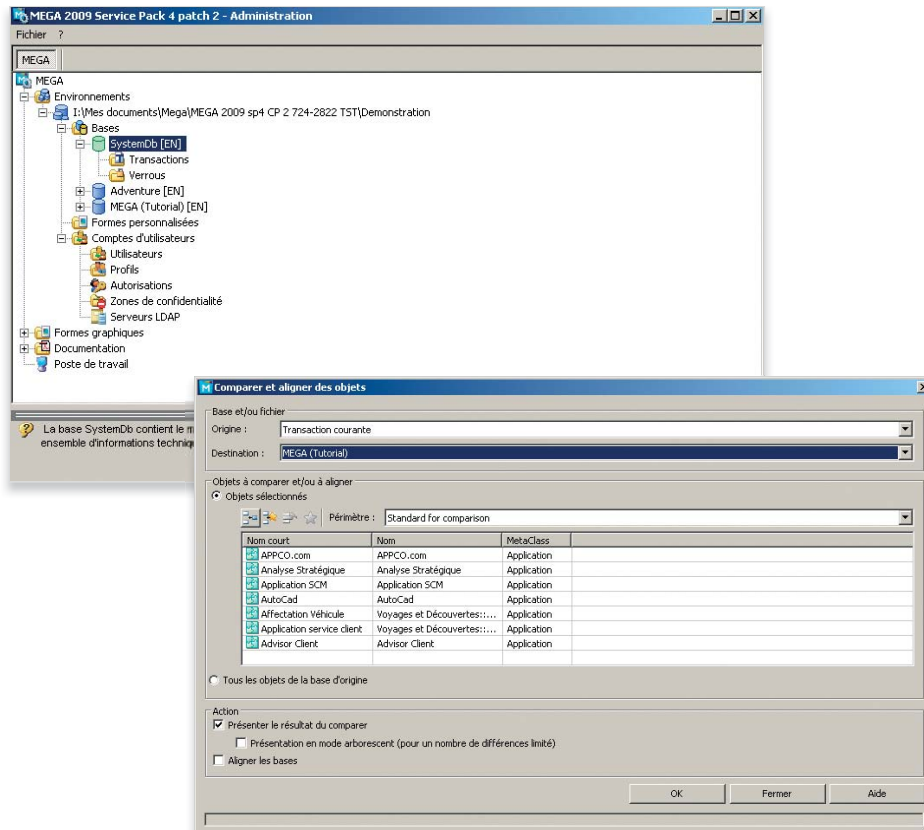 MEGA 2009 Service Pack 4 patch 2 - Administration
Fichier ?
MEGA
MEGA
Environnements
I:\Mes documents\Mega\MEGA 2009 sp4 CP 2 724-2822 TST\Demonstration
Bases
SystemDb [EN]
Transactions
Verrous
Adventure [EN]
MEGA (Tutorial) [EN]
Formes personnalisées
Comptes d'utilisateurs
Utilisateurs
Profils
Autorisations
Zones de confidentialité
Serveurs LDAP
Formes graphiques
Documentation
Poste de travail
La base SystemDb contient le
ensemble d'informations
Comparer et aligner des objets
Base et/ou fichier
Origine : Transaction courante
Destination : MEGA (Tutorial)
Objets à comparer et/ou à aligner
Objets sélectionnés
Périmètre : Standard for comparison
Nom court Nom MetaClass
APPCO.com APPCO.com Application
Analyse Stratégique Analyse Stratégique Application
Application SCM Application SCM Application
AutoCad AutoCad Application
Affectation Véhicule Voyages et Découvertes::... Application
Application service client Voyages et Découvertes::... Application
Advisor Client Advisor Client Application
Tous les objets de la base d'origine
Action
Présenter le résultat du comparer
Présentation en mode arborescent (pour un nombre de différences limité)
Aligner les bases
OK Fermer Aide